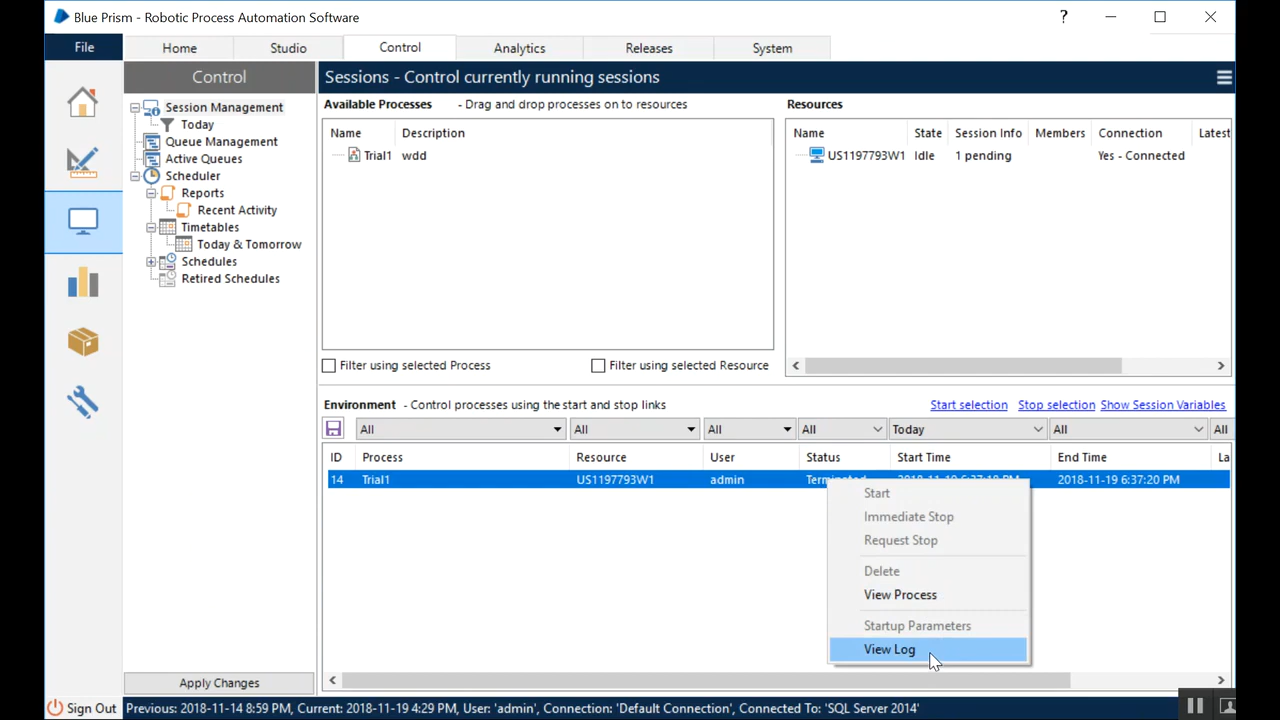 Blue Prism - Robotic Process Automation Software
?
File Home Studio Control Analytics Releases System
Control
Sessions - Control currently running sessions
Session Management
Today
Queue Management
Active Queues
Scheduler
Reports
Recent Activity
Timetables
Today & Tomorrow
Schedules
Retired Schedules
Available Processes - Drag and drop processes on to resources
Name Description
Trial1 wdd
Resources
Name State Session Info Members Connection Latest
US1197793W1 Idle 1 pending Yes - Connected
Filter using selected Process Filter using selected Resource
Environment - Control processes using the start and stop links Start selection Stop selection Show Session Variables
All All All All Today All All
ID Process Resource User Status Start Time End Time La
14 Trial1 US1197793W1 admin 2018-11-19 6:37:20 PM
Start
Immediate Stop
Request Stop
Delete
View Process
Startup Parameters
View Log
Apply Changes
Sign Out Previous: 2018-11-14 8:59 PM, Current: 2018-11-19 4:29 PM, User: 'admin', Connection: 'Default Connection', Connected To: 'SQL Server 2014'